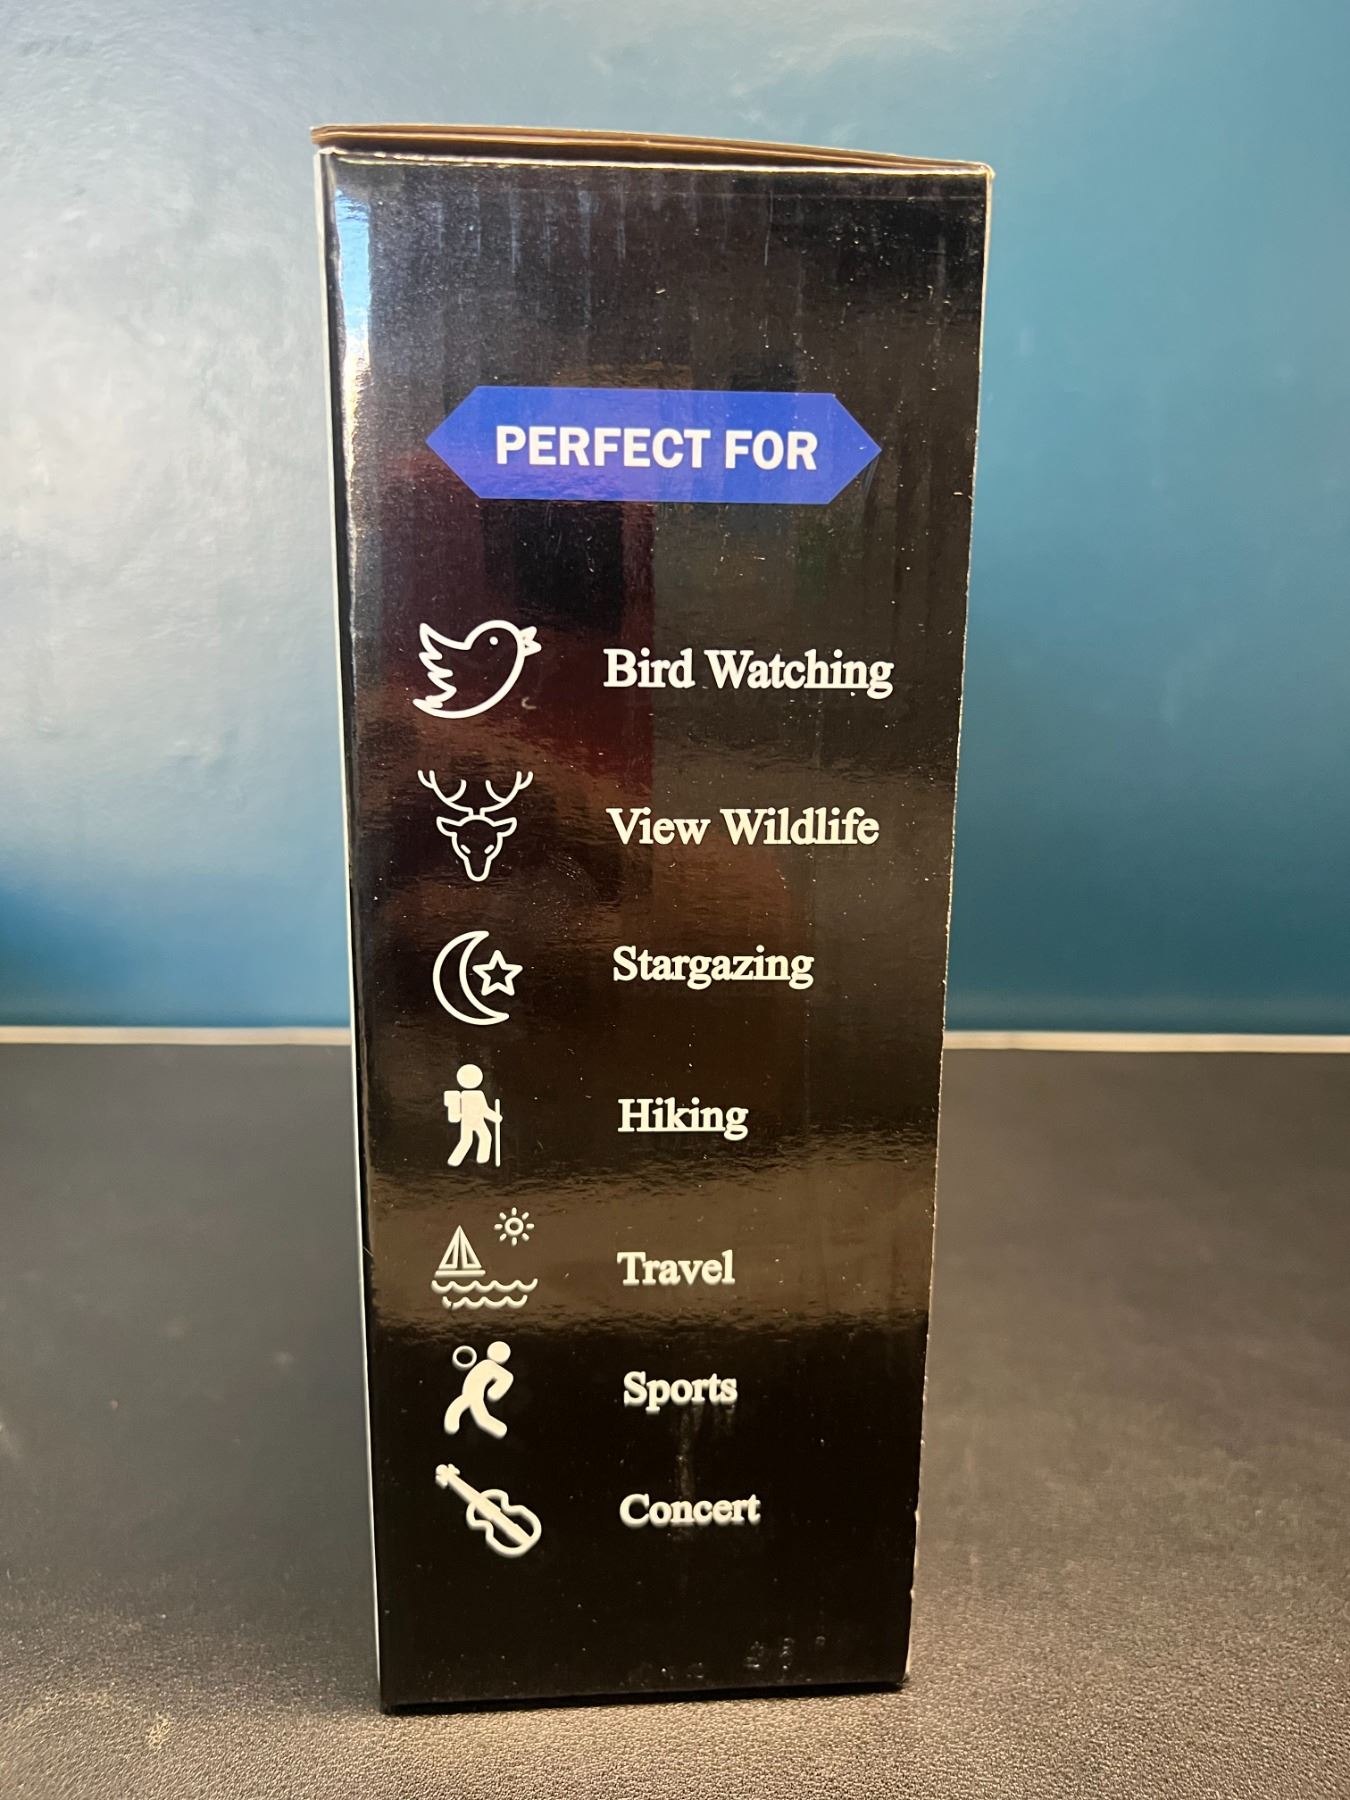 PERFECT FOR
Bird Watching
View Wildlife
Stargazing
Hiking
Travel
Sports
Concert